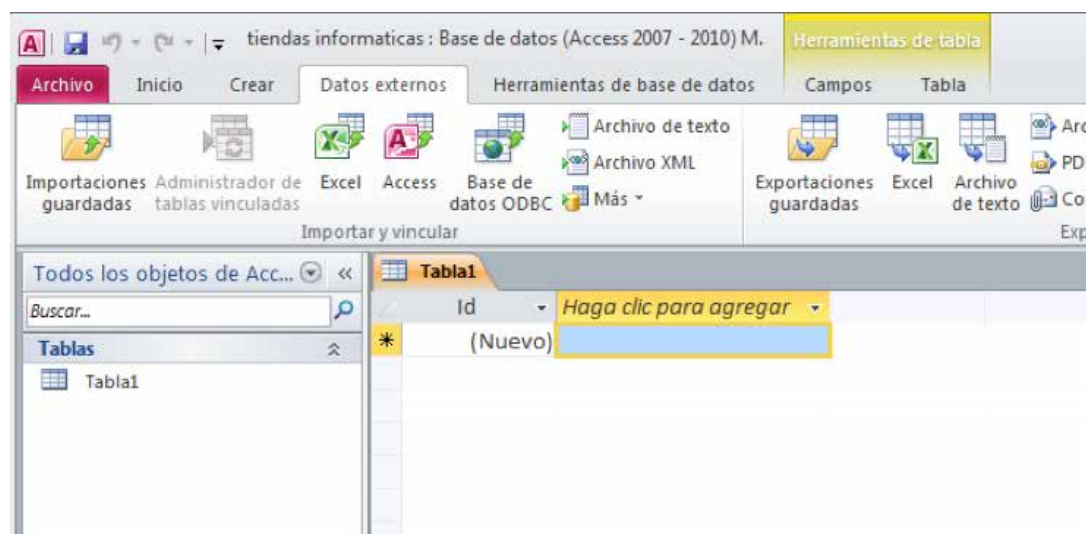 tiendas informaticas : Base de datos (Access 2007 - 2010) M.
Herramientas de tabla
Archivo Inicio Crear Datos externos Herramientas de base de datos Campos Tabla
Importaciones guardadas
Administrador de tablas vinculadas
Excel
Access
Base de datos ODBC
Archivo de texto
Archivo XML
Más
Importar y vincular
Exportaciones guardadas
Excel
Archivo de texto
Arc
PD
Co
Exp
Todos los objetos de Acc...
Buscar...
Tablas
Tabla1
Tabla1
Id Haga clic para agregar
(Nuevo)